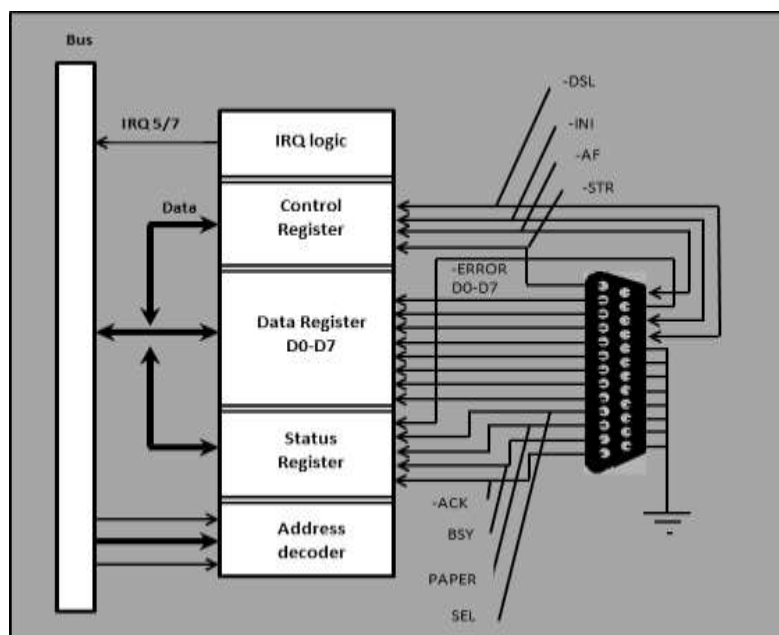 Bus
-DSL
-INI
-AF
-STR
IRQ 5/7
IRQ logic
Data
Control
Register
-ERROR
D0-D7
Data Register
D0-D7
Status
Register
-ACK
BSY
Address
decoder
PAPER
SEL